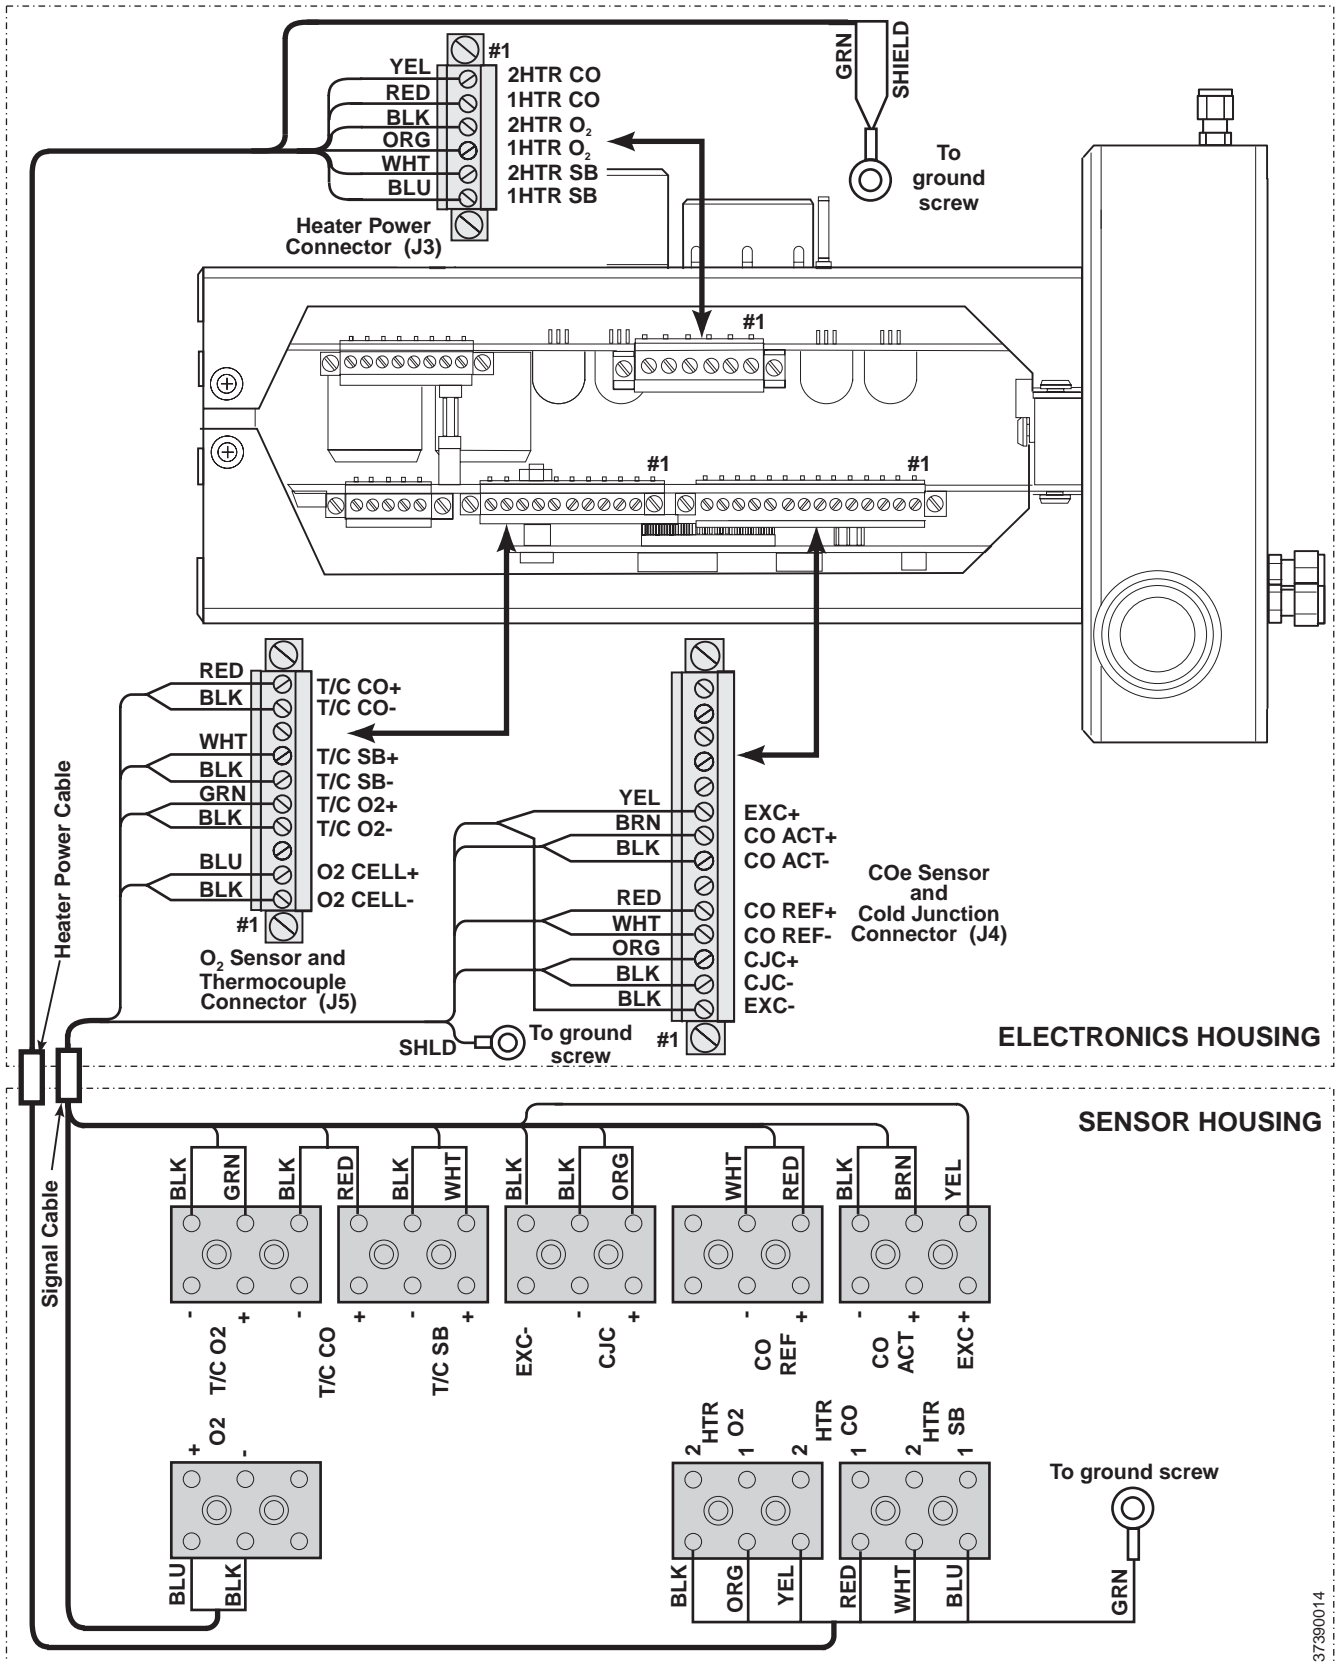 #1
YEL
RED
BLK
ORG
WHT
BLU
2HTR CO
1HTR CO
2HTR O2
1HTR O2
2HTR SB
1HTR SB
Heater Power
Connector (J3)
GRN
SHIELD
To
ground
screw
#1
#1
#1
RED
BLK
WHT
BLK
GRN
BLK
BLU
BLK
T/C CO+
T/C CO-
T/C SB+
T/C SB-
T/C O2+
T/C O2-
O2 CELL+
O2 CELL-
#1
O2 Sensor and
Thermocouple
Connector (J5)
YEL
BRN
BLK
RED
WHT
ORG
BLK
BLK
EXC+
CO ACT+
CO ACT-
CO REF+
CO REF-
CJC+
CJC-
EXC-
#1
COe Sensor
and
Cold Junction
Connector (J4)
SHLD
To ground
screw
Heater Power Cable
ELECTRONICS HOUSING
SENSOR HOUSING
Signal Cable
BLK
GRN
BLK
RED
BLK
WHT
BLK
BLK
ORG
WHT
RED
BLK
BRN
YEL
- T/C O2 +
- T/C CO +
- T/C SB +
EXC-
- CJC +
- CO REF +
- CO ACT +
EXC +
+ O2 -
BLU
BLK
2 HTR O2 1
2 HTR CO 1
2 HTR SB 1
BLK
ORG
YEL
RED
WHT
BLU
GRN
To ground screw
37390014